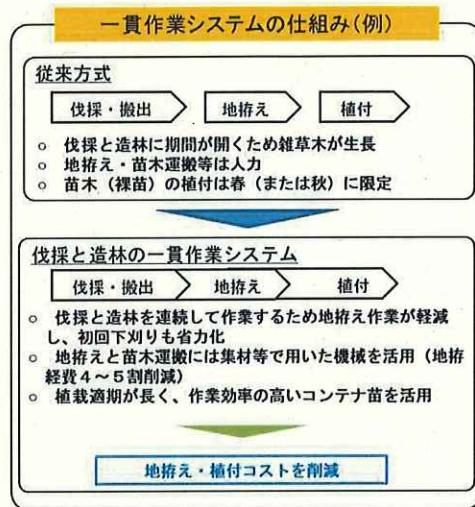 一貫作業システムの仕組み(例)
従来方式
伐採・搬出 地拵え 植付
○ 伐採と造林に期間が開くため雑草木が生長
○ 地拵え・苗木運搬等は人力
○ 苗木(裸苗)の植付は春(または秋)に限定
伐採と造林の一貫作業システム
伐採・搬出 地拵え 植付
○ 伐採と造林を連続して作業するため地拵え作業が軽減
し、初回下刈りも省力化
○ 地拵えと苗木運搬には集材等で用いた機械を活用(地拵
経費4~5割削減)
○ 植栽適期が長く、作業効率の高いコンテナ苗を活用
地拵え・植付コストを削減